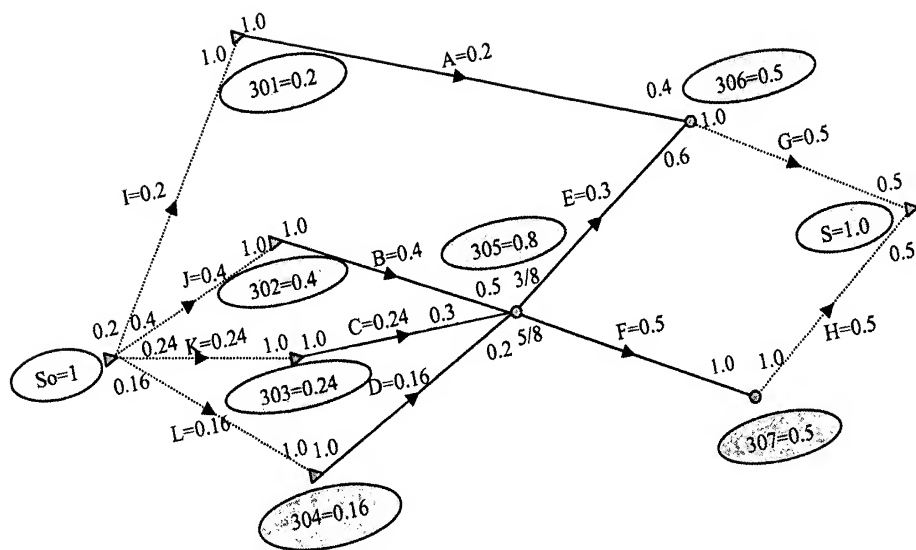 1.0
1.0
301=0.2
A=0.2
0.4
306=0.5
1.0
0.6
G=0.5
0.5
S=1.0
0.5
I=0.2
E=0.3
H=0.5
1.0
1.0
J=0.4
302=0.4
B=0.4
305=0.8
0.5
3/8
0.2
0.4
0.24
K=0.24
1.0
1.0
C=0.24
0.3
0.2
5/8
F=0.5
So=1
0.16
303=0.24
D=0.16
1.0
1.0
307=0.5
L=0.16
1.0
1.0
304=0.16